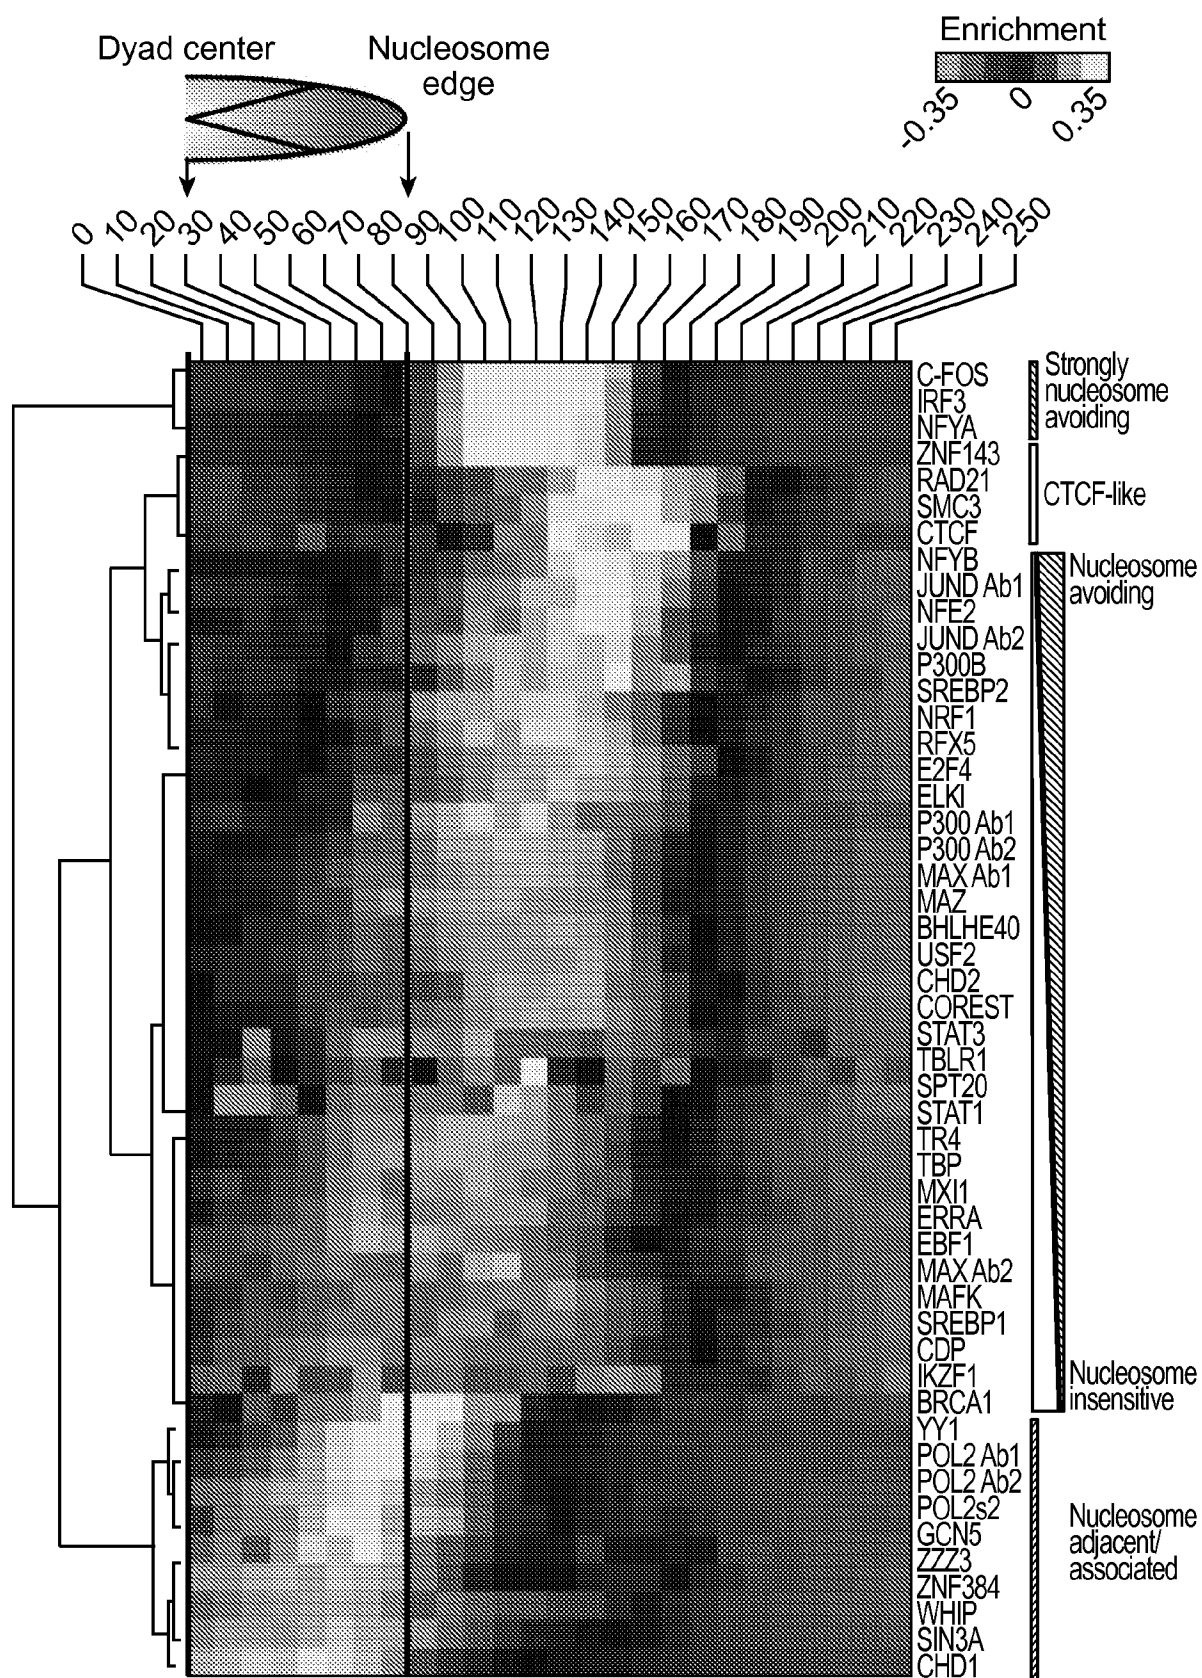 Dyad center
Nucleosome
edge
Enrichment
-0.35
0
0.35
0
10
20
30
40
50
60
70
80
90
100
110
120
130
140
150
160
170
180
190
200
210
220
230
240
250
C-FOS
IRF3
NFYA
ZNF143
RAD21
SMC3
CTCF
NFYB
JUND Ab1
NFE2
JUND Ab2
P300B
SREBP2
NRF1
RFX5
E2F4
ELKI
P300 Ab1
P300 Ab2
MAX Ab1
MAZ
BHLHE40
USF2
CHD2
COREST
STAT3
TBLR1
SPT20
STAT1
TR4
TBP
MXI1
ERRA
EBF1
MAX Ab2
MAFK
SREBP1
CDP
IKZF1
BRCA1
YY1
POL2 Ab1
POL2 Ab2
POL2s2
GCN5
ZZZ3
ZNF384
WHIP
SIN3A
CHD1
Strongly
nucleosome
avoiding
CTCF-like
Nucleosome
avoiding
Nucleosome
insensitive
Nucleosome
adjacent/
associated